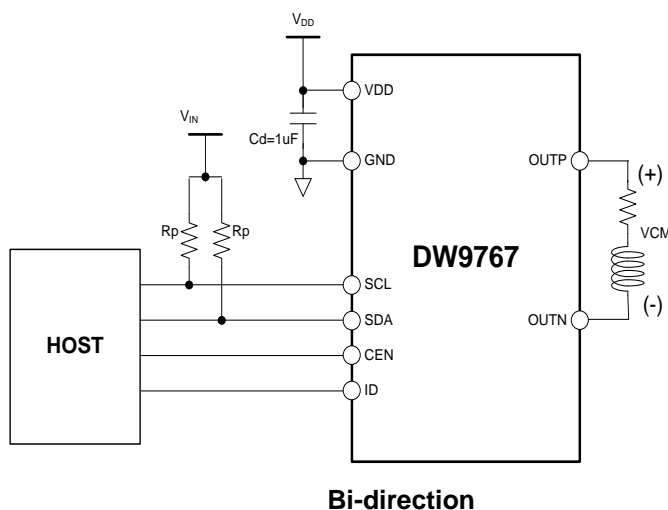 VDD
VDD
VIN
Cd=1uF
GND
OUTP
(+)
Rp
Rp
VCM
DW9767
SCL
(-)
SDA
OUTN
HOST
CEN
ID
Bi-direction